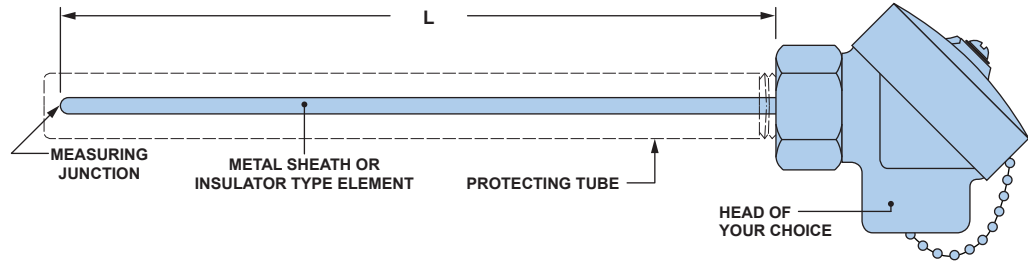 L
MEASURING
JUNCTION
METAL SHEATH OR
INSULATOR TYPE ELEMENT
PROTECTING TUBE
HEAD OF
YOUR CHOICE